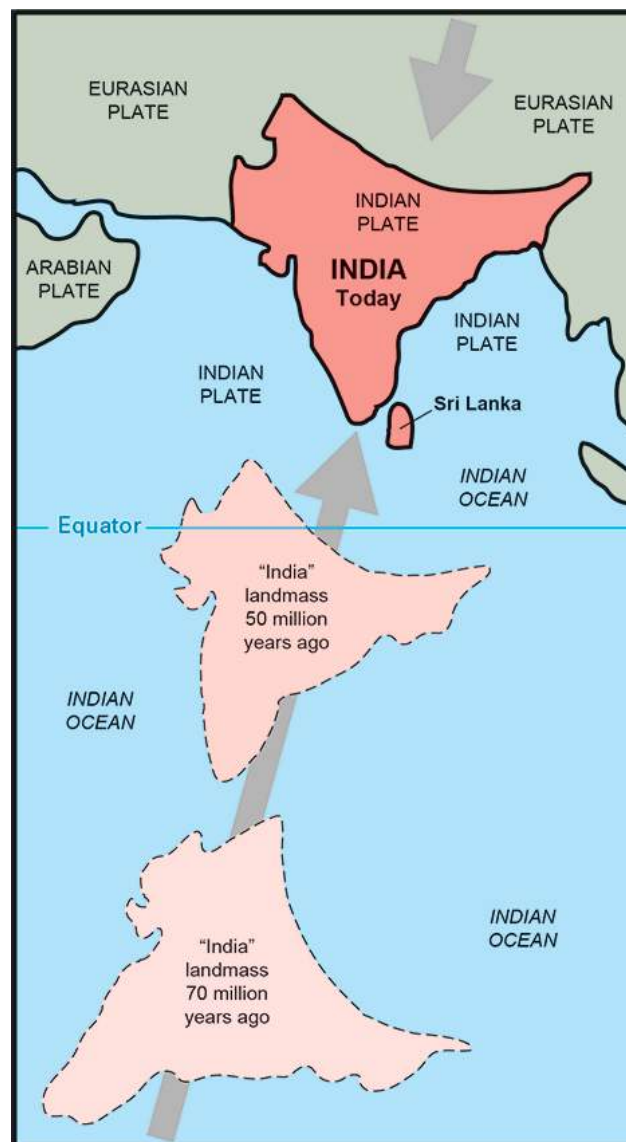 EURASIAN
PLATE
EURASIAN
PLATE
INDIAN
PLATE
INDIA
Today
ARABIAN
PLATE
INDIAN
PLATE
INDIAN
PLATE
Sri Lanka
INDIAN
OCEAN
Equator
“India”
landmass
50 million
years ago
INDIAN
OCEAN
INDIAN
OCEAN
“India”
landmass
70 million
years ago